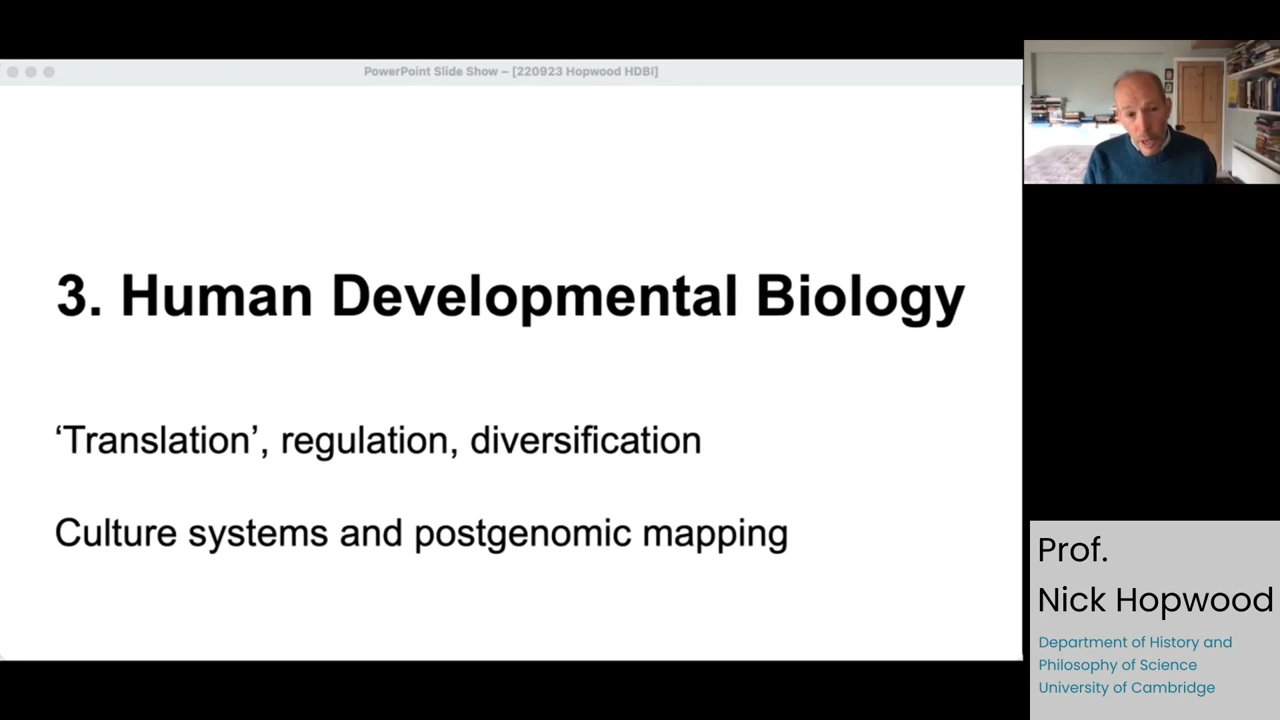 PowerPoint Slide Show – [220923 Hopwood HDBI]
3. Human Developmental Biology
‘Translation’, regulation, diversification
Culture systems and postgenomic mapping
Prof.
Nick Hopwood
Department of History and
Philosophy of Science
University of Cambridge